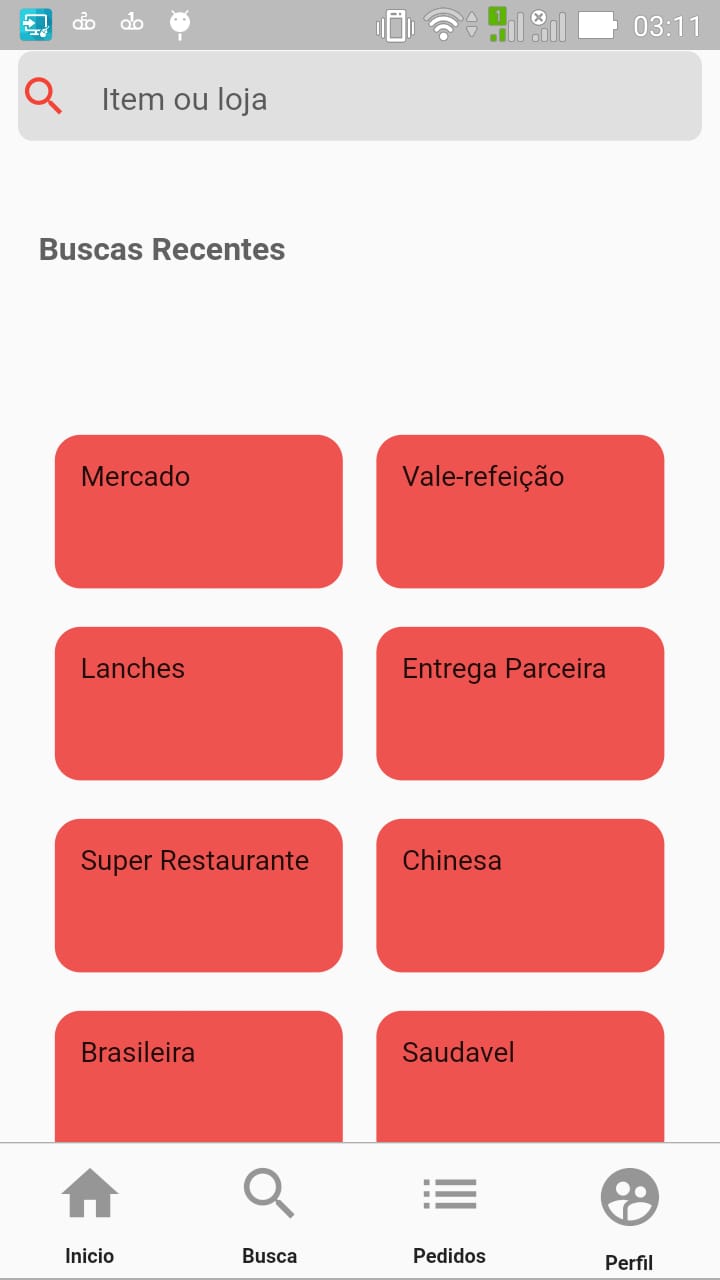 03:11
Item ou loja
Buscas Recentes
Mercado
Vale-refeição
Lanches
Entrega Parceira
Super Restaurante
Chinesa
Brasileira
Saudavel
Inicio
Busca
Pedidos
Perfil